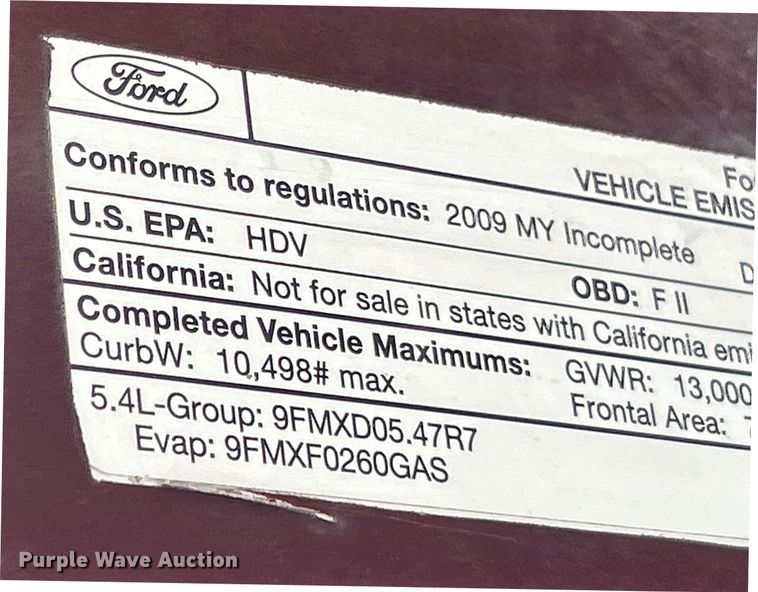 Ford
VEHICLE EMIS
Conforms to regulations: 2009 MY Incomplete
U.S. EPA: HDV OBD: F II
California: Not for sale in states with California emi
Completed Vehicle Maximums: GVWR: 13,000
CurbW: 10,498# max. Frontal Area:
5.4L-Group: 9FMXD05.47R7
Evap: 9FMXF0260GAS
Purple Wave Auction